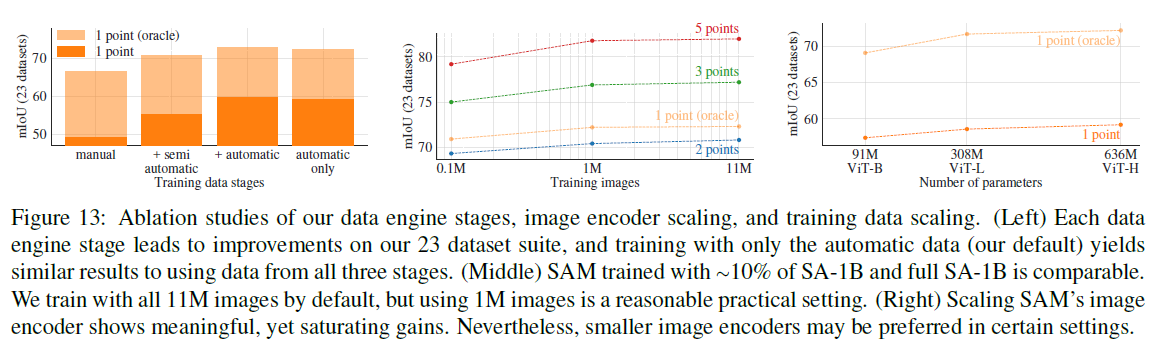 mIoU (23 datasets)
70
60
50
1 point (oracle)
1 point
manual
+ semi
automatic
+ automatic
automatic
only
Training data stages
mIoU (23 datasets)
80
75
70
5 points
3 points
1 point (oracle)
2 points
0.1M
1M
11M
Training images
mIoU (23 datasets)
70
65
60
1 point (oracle)
1 point
91M
ViT-B
308M
ViT-L
636M
ViT-H
Number of parameters
Figure 13: Ablation studies of our data engine stages, image encoder scaling, and training data scaling. (Left) Each data
engine stage leads to improvements on our 23 dataset suite, and training with only the automatic data (our default) yields
similar results to using data from all three stages. (Middle) SAM trained with ~10% of SA-1B and full SA-1B is comparable.
We train with all 11M images by default, but using 1M images is a reasonable practical setting. (Right) Scaling SAM's image
encoder shows meaningful, yet saturating gains. Nevertheless, smaller image encoders may be preferred in certain settings.